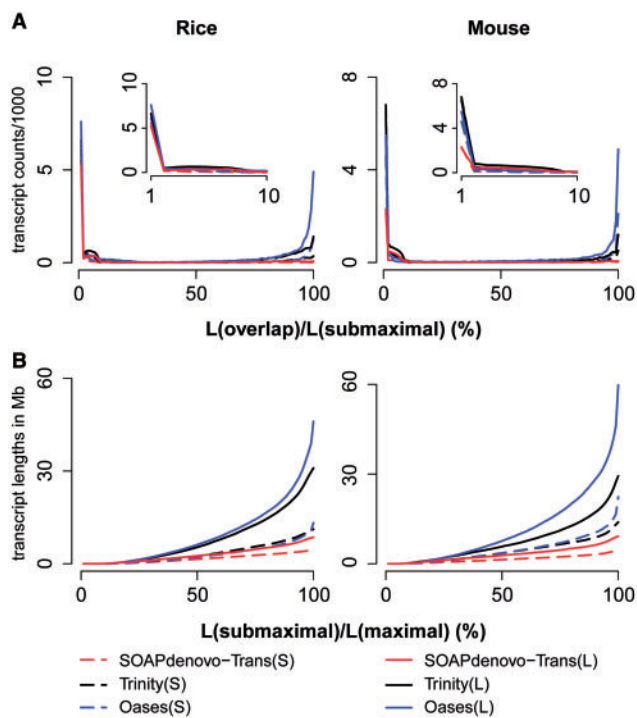 A
Rice
Mouse
transcript counts/1000
10
5
0
10
5
0
1
10
0
50
100
8
4
0
8
4
0
1
10
0
50
100
L(overlap)/L(submaximal) (%)
B
transcript lengths in Mb
60
30
0
0
50
100
60
30
0
0
50
100
L(submaximal)/L(maximal) (%)
SOAPdenovo-Trans(S)
SOAPdenovo-Trans(L)
Trinity(S)
Trinity(L)
Oases(S)
Oases(L)